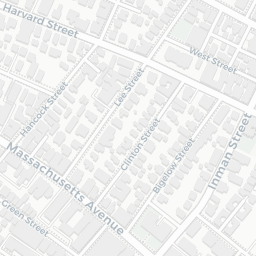 Harvard Street
West Street
Lee Street
Hancock Street
Clinton Street
Inman Street
Bigelow Street
Massachusetts Avenue
Green Street